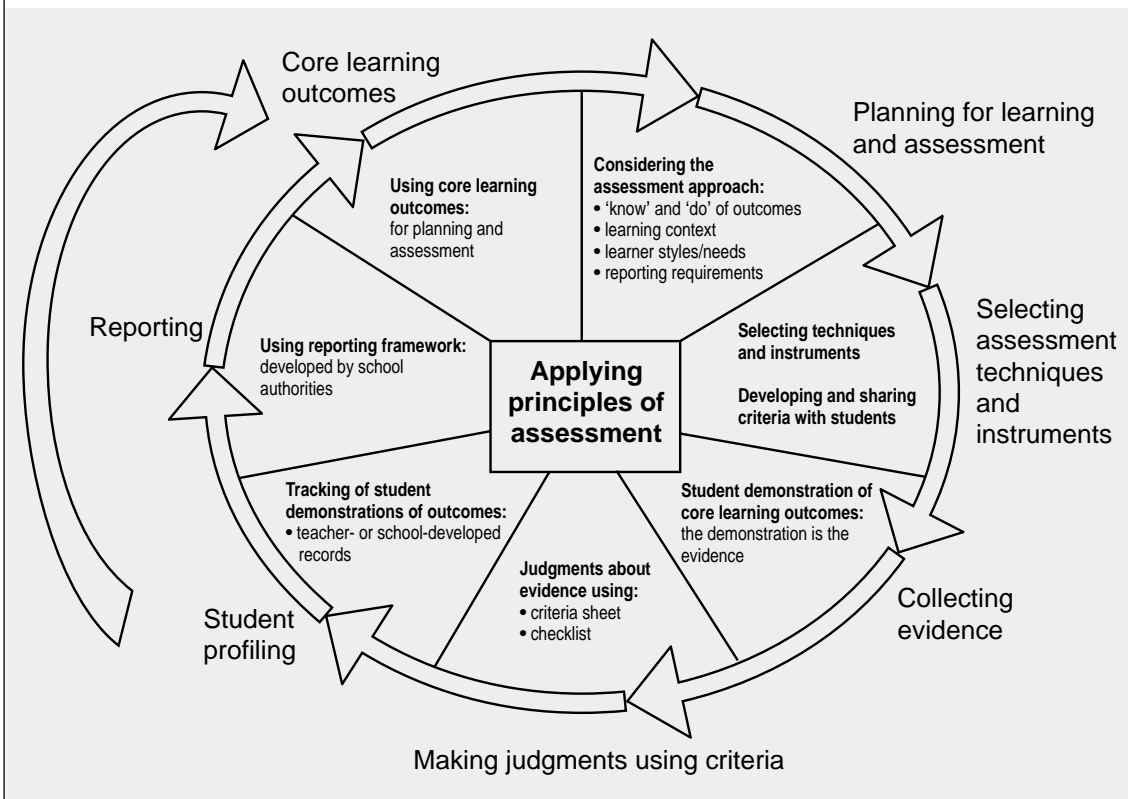 Core learning
outcomes
Planning for learning
and assessment
Selecting
assessment
techniques
and
instruments
Collecting
evidence
Making judgments using criteria
Student
profiling
Reporting
Using core learning
outcomes:
for planning and
assessment
Considering the
assessment approach:
• ‘know’ and ‘do’ of outcomes
• learning context
• learner styles/needs
• reporting requirements
Selecting techniques
and instruments
Developing and sharing
criteria with students
Student demonstration of
core learning outcomes:
the demonstration is the
evidence
Judgments about
evidence using:
• criteria sheet
• checklist
Tracking of student
demonstrations of outcomes:
• teacher- or school-developed
records
Using reporting framework:
developed by school
authorities
Applying
principles of
assessment